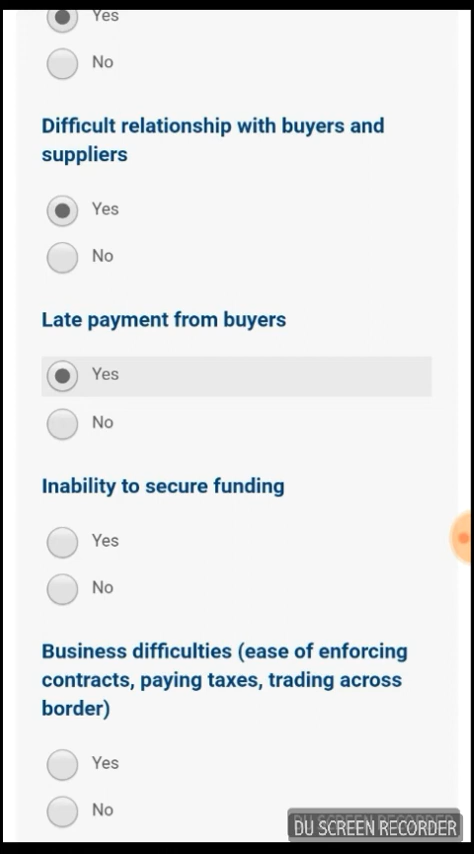 Yes
No
Difficult relationship with buyers and
suppliers
Yes
No
Late payment from buyers
Yes
No
Inability to secure funding
Yes
No
Business difficulties (ease of enforcing
contracts, paying taxes, trading across
border)
Yes
No
DU SCREEN RECORDER